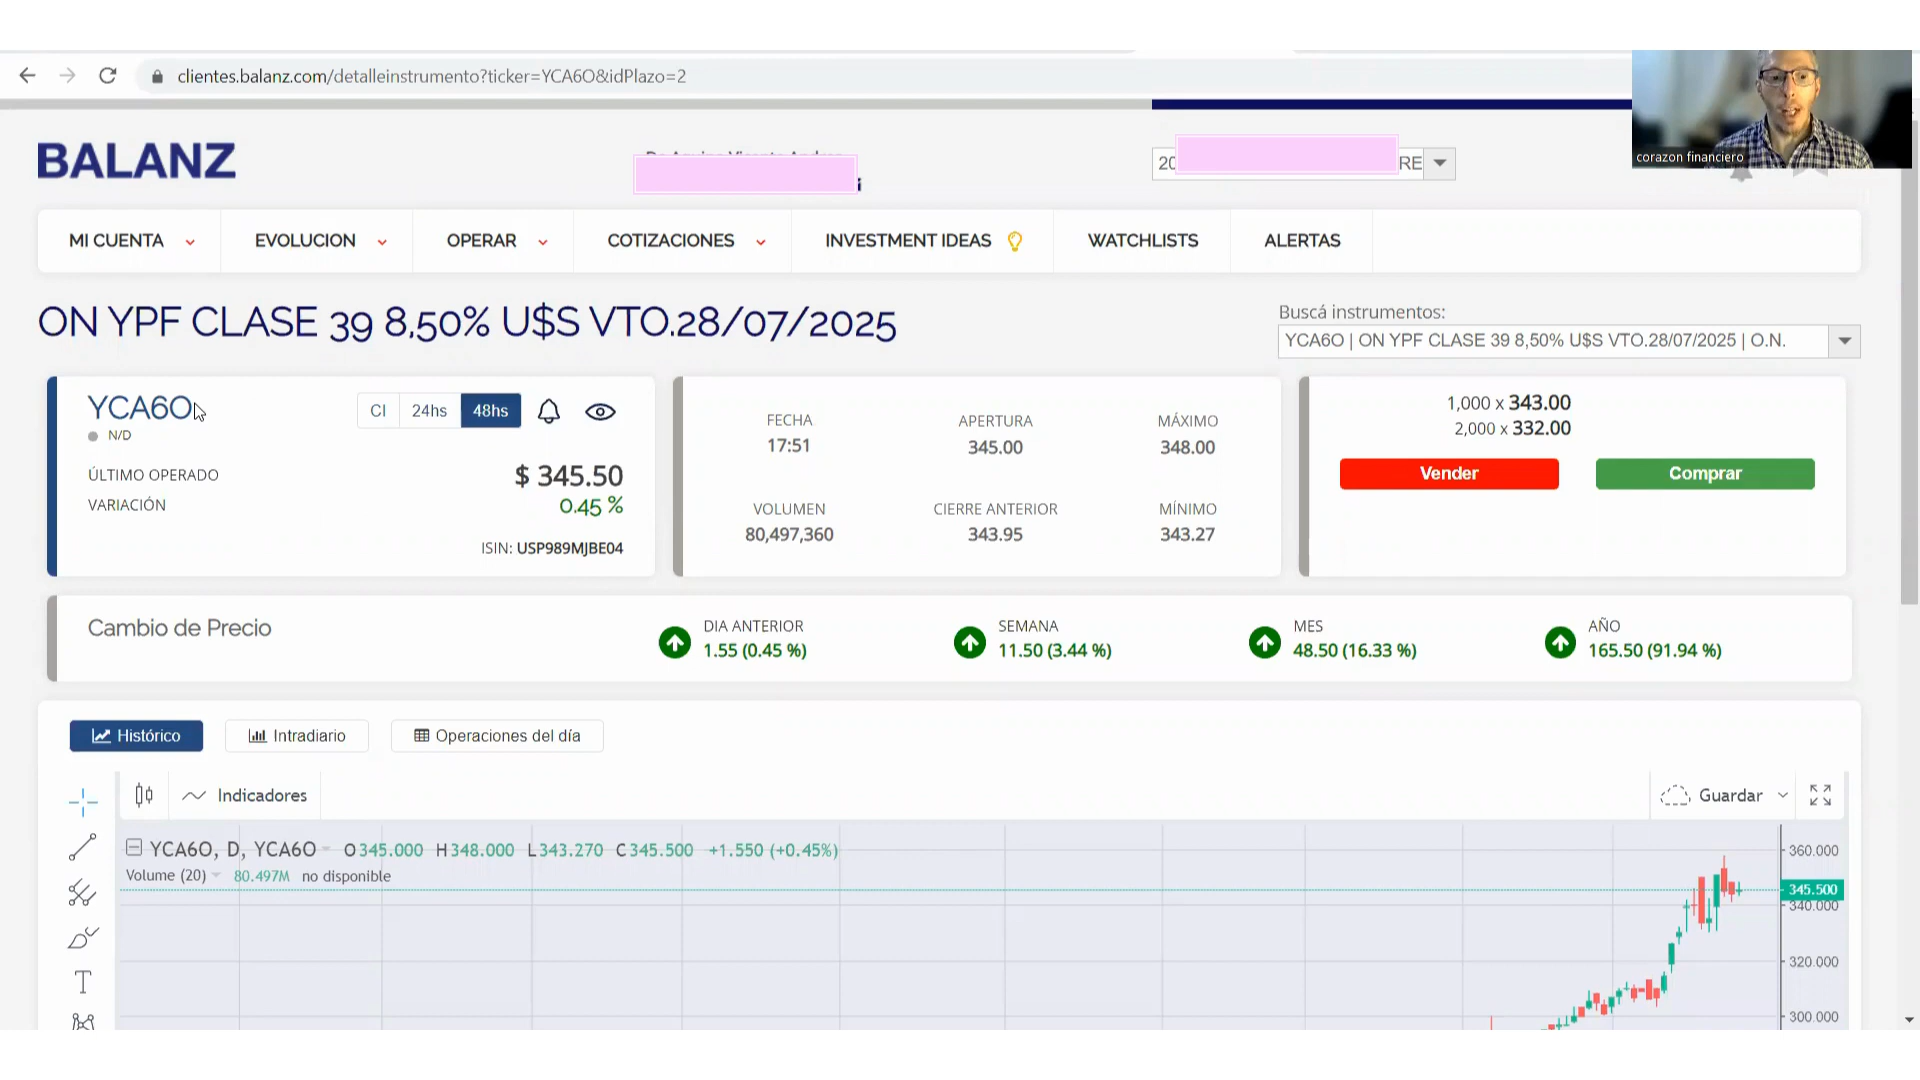 clientes.balanz.com/detalleinstrumento?ticker=YCA6O&idPlazo=2
corazon financiero
BALANZ
20
RE
MI CUENTA
EVOLUCION
OPERAR
COTIZACIONES
INVESTMENT IDEAS
WATCHLISTS
ALERTAS
ON YPF CLASE 39 8,50% U$S VTO.28/07/2025
Buscá instrumentos:
YCA6O | ON YPF CLASE 39 8,50% U$S VTO.28/07/2025 | O.N.
YCA6O
CI
24hs
48hs
N/D
ÚLTIMO OPERADO
$ 345.50
VARIACIÓN
0.45 %
ISIN: USP989MJBE04
FECHA
17:51
APERTURA
345.00
MÁXIMO
348.00
VOLUMEN
80,497,360
CIERRE ANTERIOR
343.95
MÍNIMO
343.27
1,000 x 343.00
2,000 x 332.00
Vender
Comprar
Cambio de Precio
DIA ANTERIOR
1.55 (0.45 %)
SEMANA
11.50 (3.44 %)
MES
48.50 (16.33 %)
AÑO
165.50 (91.94 %)
Histórico
Intradiario
Operaciones del día
Indicadores
Guardar
YCA6O, D, YCA6O O345.000 H348.000 L343.270 C345.500 +1.550 (+0.45%)
Volume (20) 80.497M no disponible
360.000
345.500
340.000
320.000
300.000